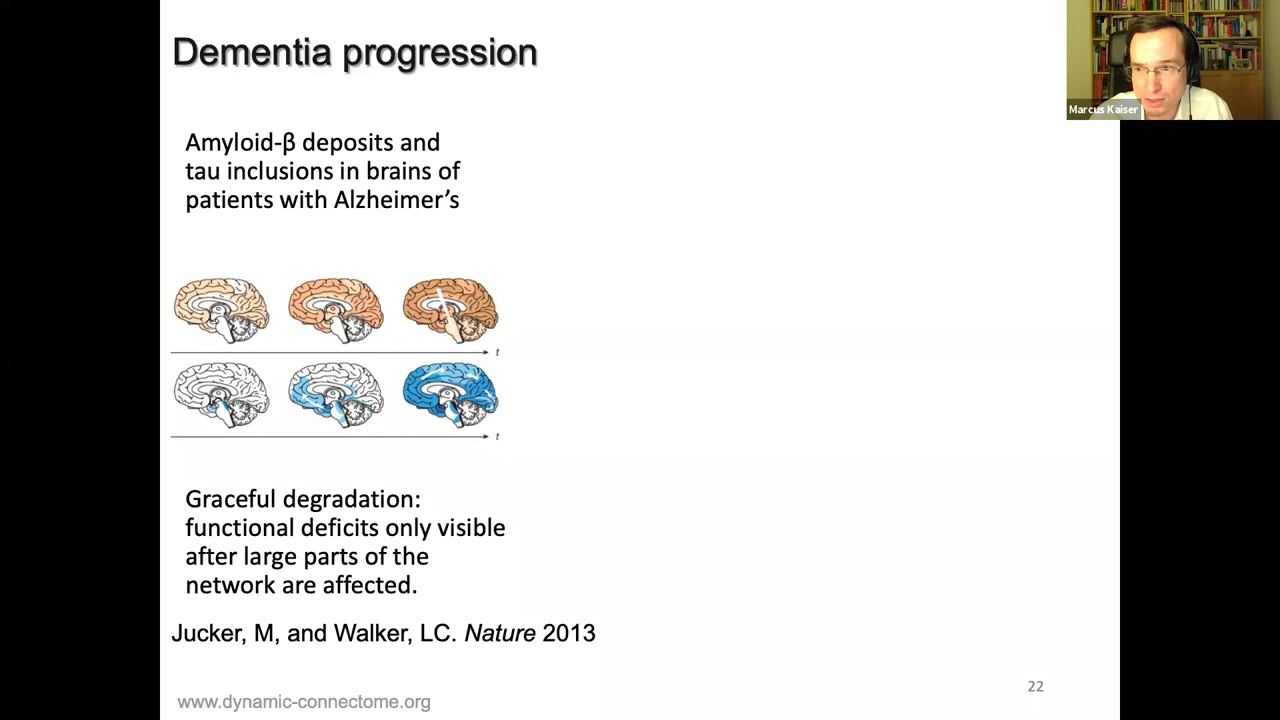 Dementia progression
Marcus Kaiser
Amyloid-β deposits and
tau inclusions in brains of
patients with Alzheimer’s
t
t
Graceful degradation:
functional deficits only visible
after large parts of the
network are affected.
Jucker, M, and Walker, LC. Nature 2013
22
www.dynamic-connectome.org